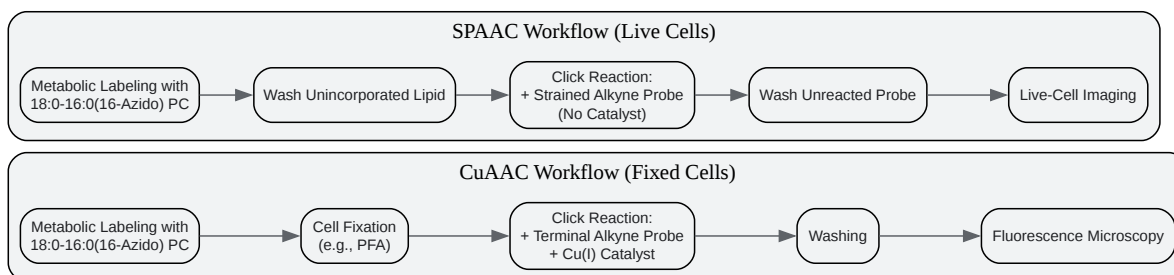 SPAAC Workflow (Live Cells)
Metabolic Labeling with
18:0-16:0(16-Azido) PC
Wash Unincorporated Lipid
Click Reaction:
+ Strained Alkyne Probe
(No Catalyst)
Wash Unreacted Probe
Live-Cell Imaging
CuAAC Workflow (Fixed Cells)
Metabolic Labeling with
18:0-16:0(16-Azido) PC
Cell Fixation
(e.g., PFA)
Click Reaction:
+ Terminal Alkyne Probe
+ Cu(I) Catalyst
Washing
Fluorescence Microscopy